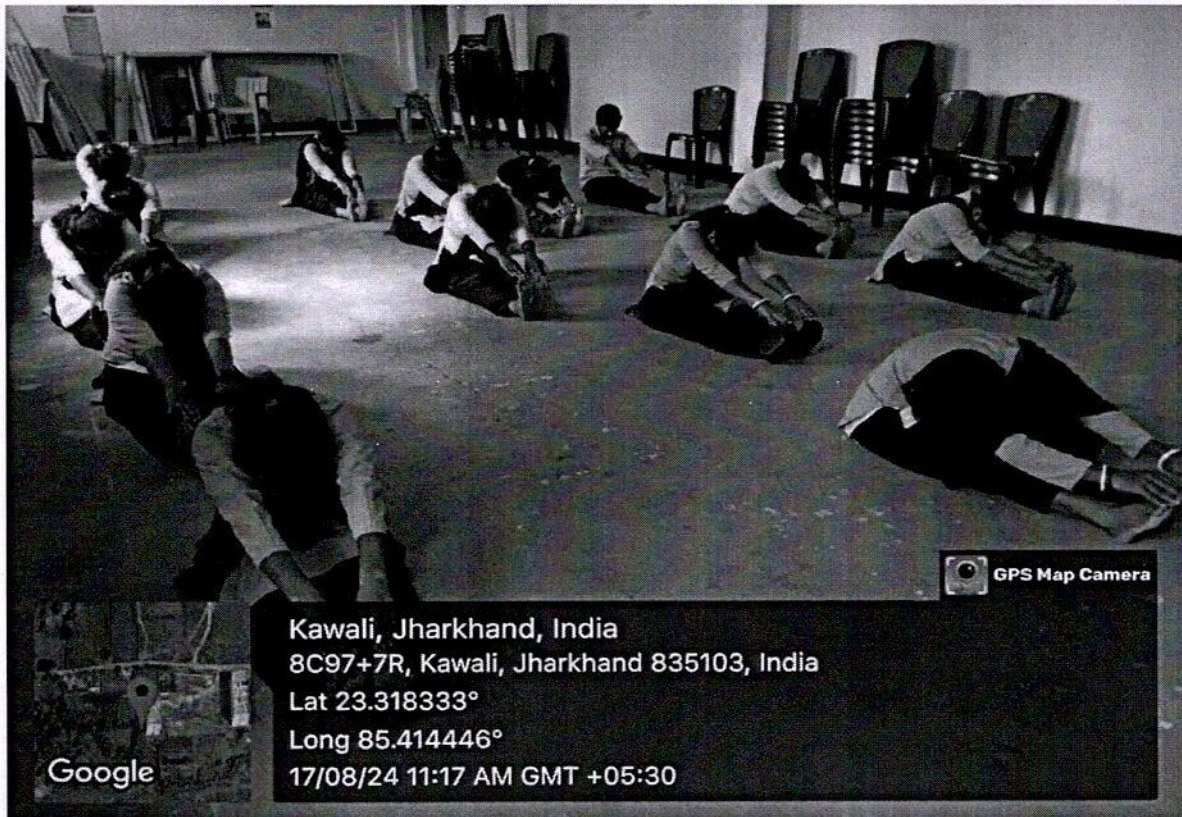 GPS Map Camera
Kawali, Jharkhand, India
8C97+7R, Kawali, Jharkhand 835103, India
Lat 23.318333°
Long 85.414446°
17/08/24 11:17 AM GMT +05:30
Google